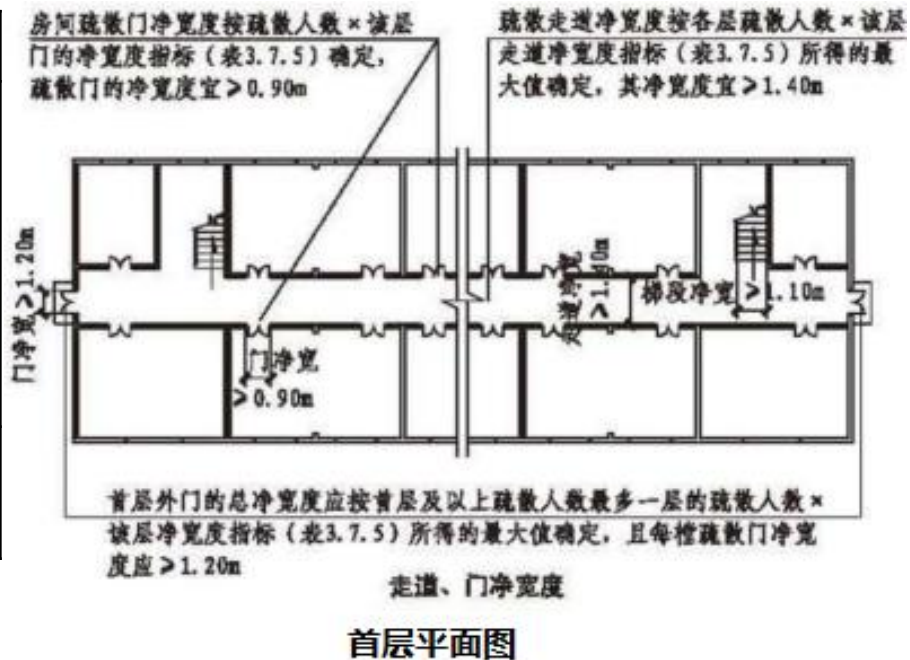 房间疏散门净宽度按疏散人数×该层
门的净宽度指标（表3.7.5）确定，
疏散门的净宽度宜≥0.90m
疏散走道净宽度按各层疏散人数×该层
走道净宽度指标（表3.7.5）所得的最
大值确定，其净宽度宜≥1.40m
门净宽≥1.20m
走道净宽
≥1.40m
梯段净宽≥1.10m
门净宽
≥0.90m
首层外门的总净宽度应按首层及以上疏散人数最多一层的疏散人数×
该层净宽度指标（表3.7.5）所得的最大值确定，且每樘疏散门净宽
度应≥1.20m
走道、门净宽度
首层平面图